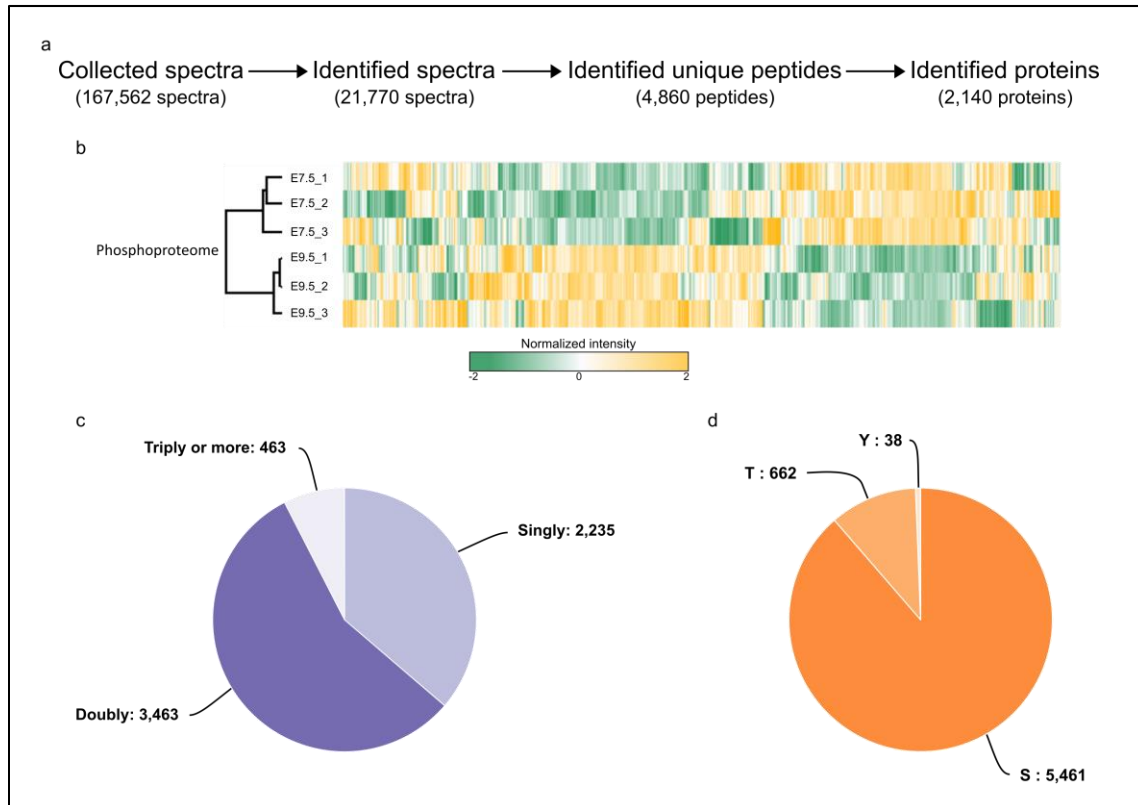 a
Collected spectra Identified spectra Identified unique peptides Identified proteins
(167,562 spectra) (21,770 spectra) (4,860 peptides) (2,140 proteins)
b
Phosphoproteome
E7.5_1
E7.5_2
E7.5_3
E9.5_1
E9.5_2
E9.5_3
Normalized intensity
-2 0 2
c
Triply or more: 463
Singly: 2,235
Doubly: 3,463
d
Y : 38
T : 662
S : 5,461